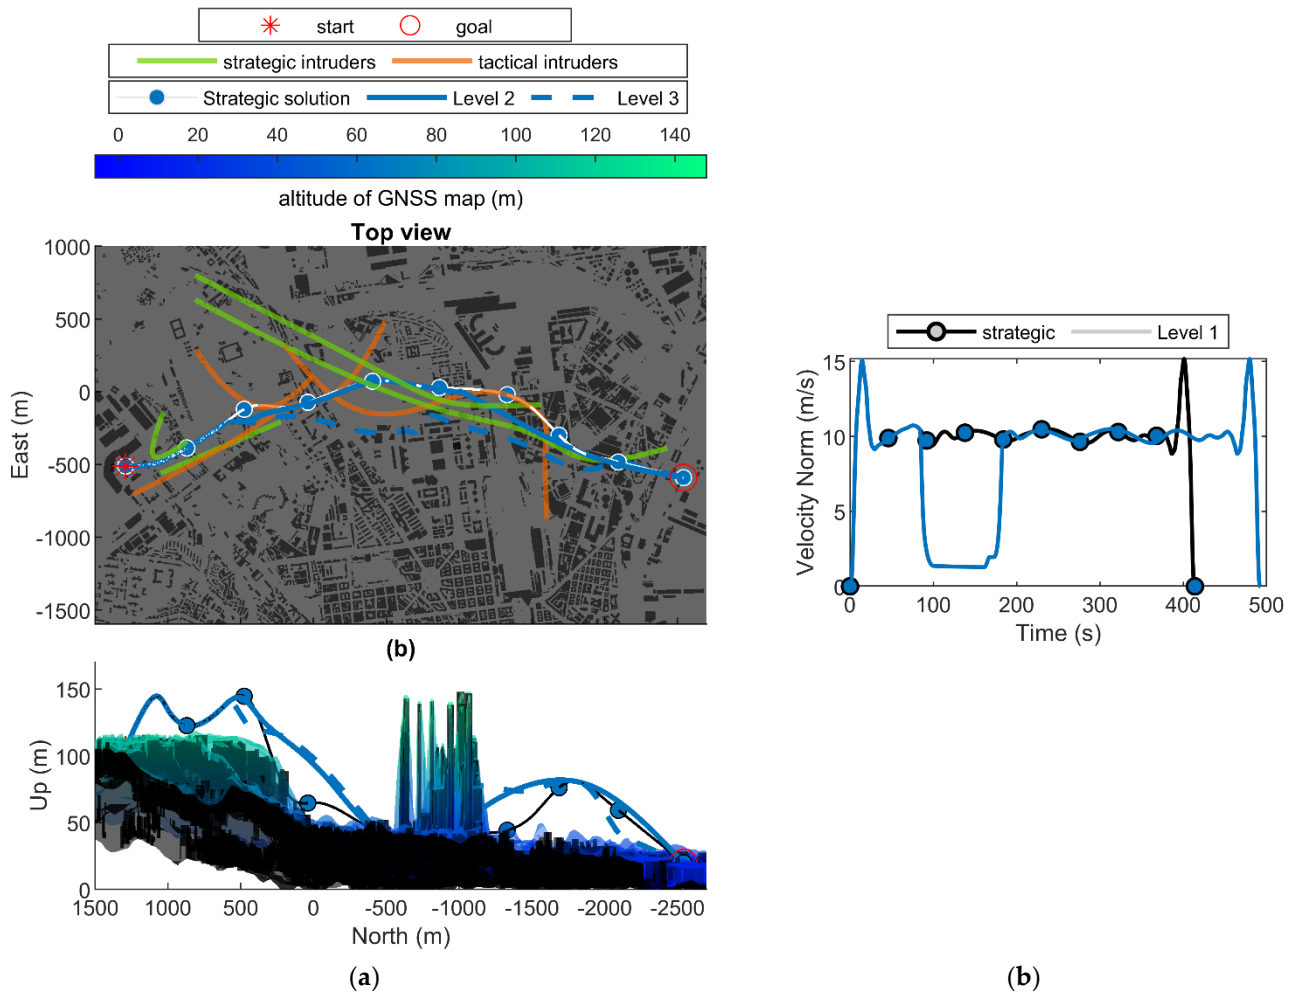 start goal
strategic intruders tactical intruders
Strategic solution Level 2 Level 3
0 20 40 60 80 100 120 140
altitude of GNSS map (m)
Top view
1000
500
0
-500
-1000
-1500
East (m)
(b)
150
100
50
0
Up (m)
1500 1000 500 0 -500 -1000 -1500 -2000 -2500
North (m)
(a)
strategic Level 1
15
10
5
0
Velocity Norm (m/s)
0 100 200 300 400 500
Time (s)
(b)